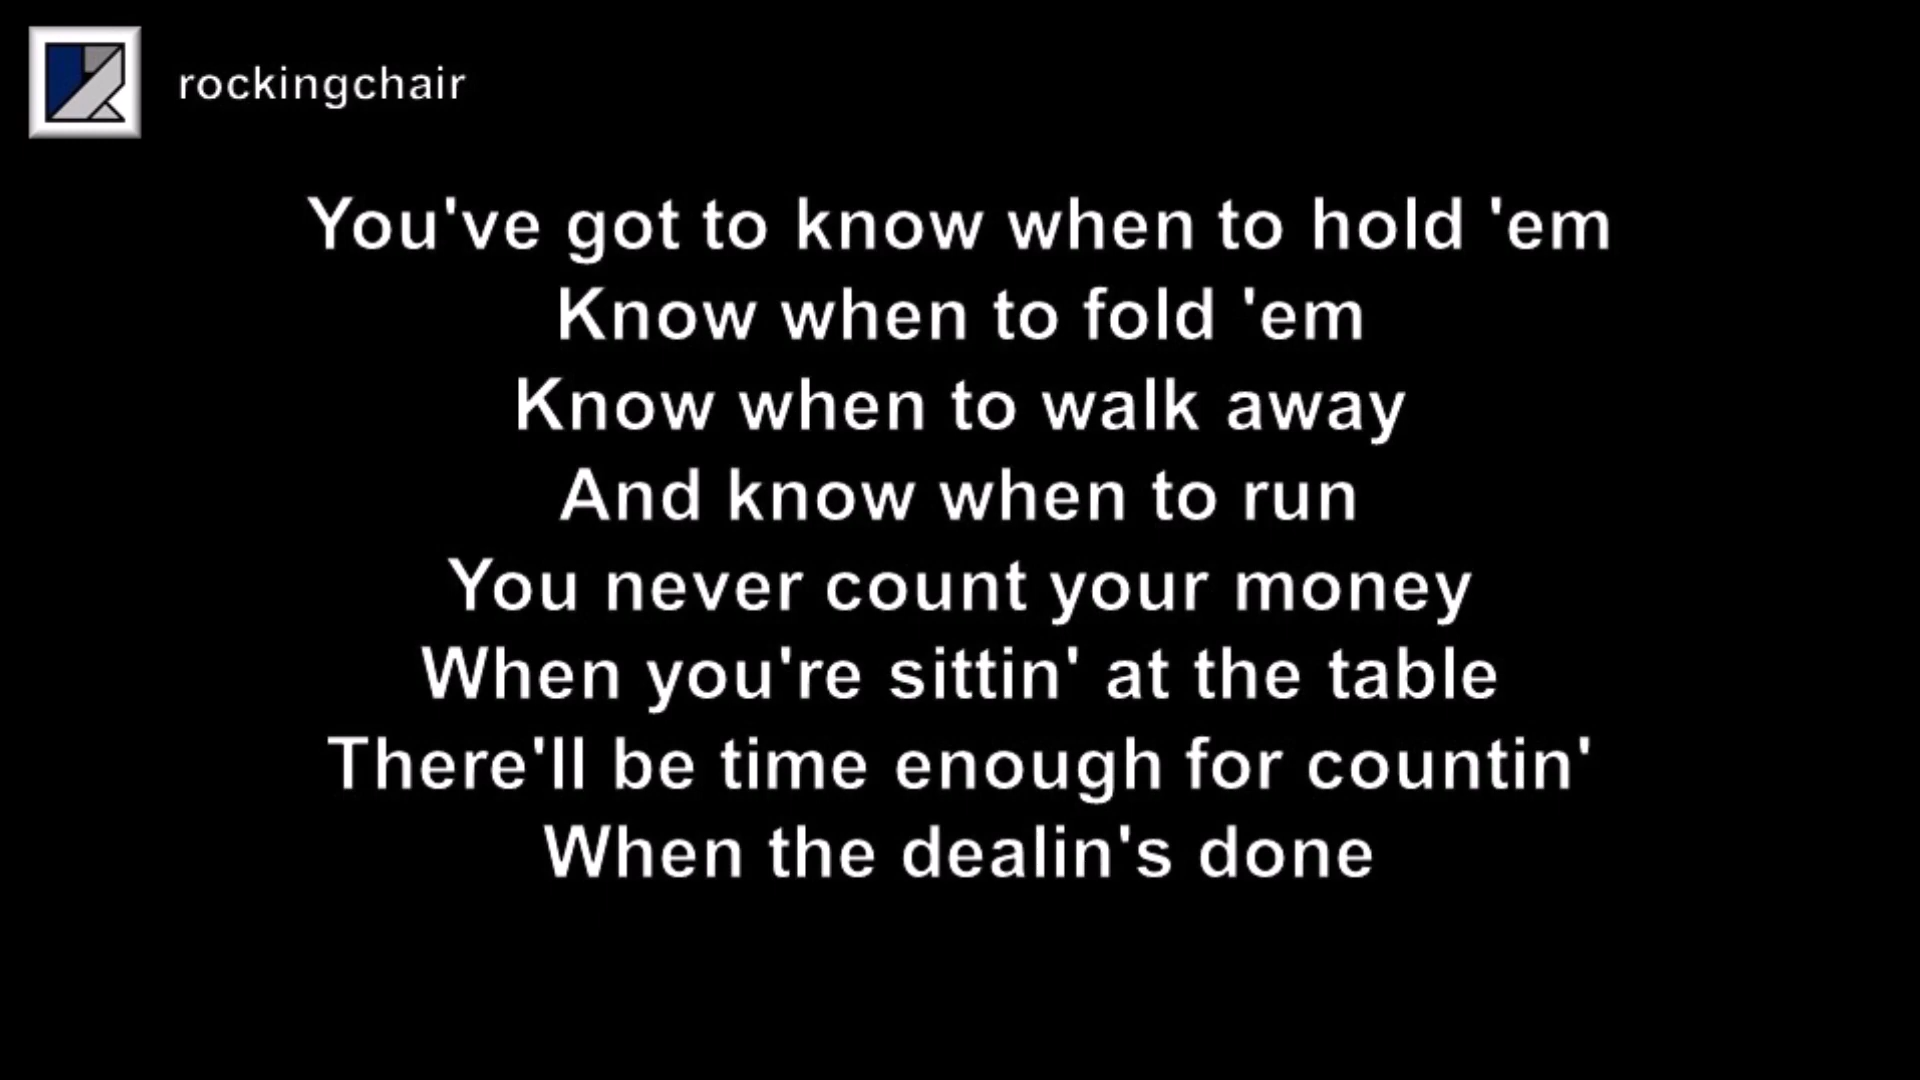 rockingchair
You've got to know when to hold 'em
Know when to fold 'em
Know when to walk away
And know when to run
You never count your money
When you're sittin' at the table
There'll be time enough for countin'
When the dealin's done